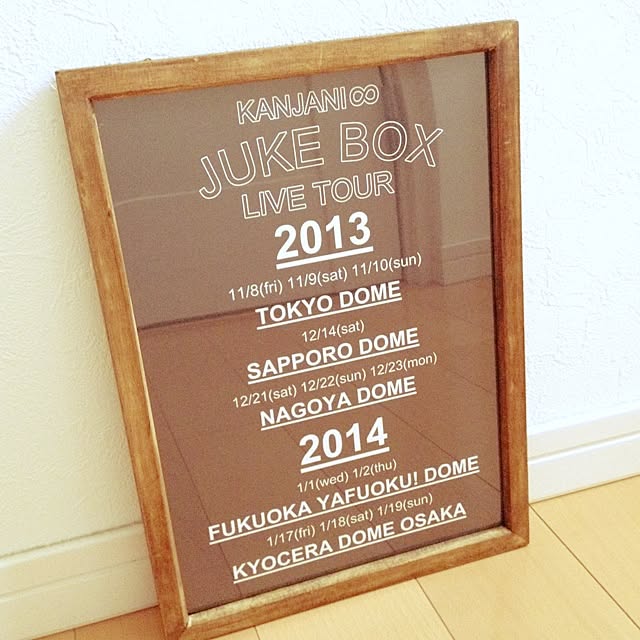 KANJANI∞
JUKE BOX
LIVE TOUR
2013
11/8(fri) 11/9(sat) 11/10(sun)
TOKYO DOME
12/14(sat)
SAPPORO DOME
12/21(sat) 12/22(sun) 12/23(mon)
NAGOYA DOME
2014
1/1(wed) 1/2(thu)
FUKUOKA YAFUOKU! DOME
1/17(fri) 1/18(sat) 1/19(sun)
KYOCERA DOME OSAKA